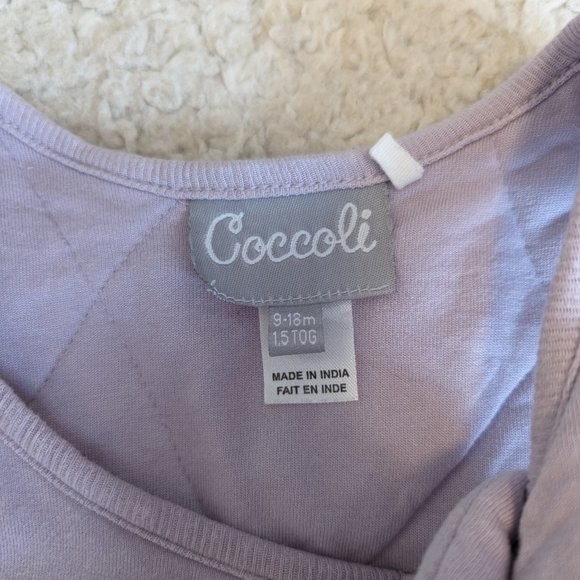 Coccoli
9-18m
1.5TOG
MADE IN INDIA
FAIT EN INDE